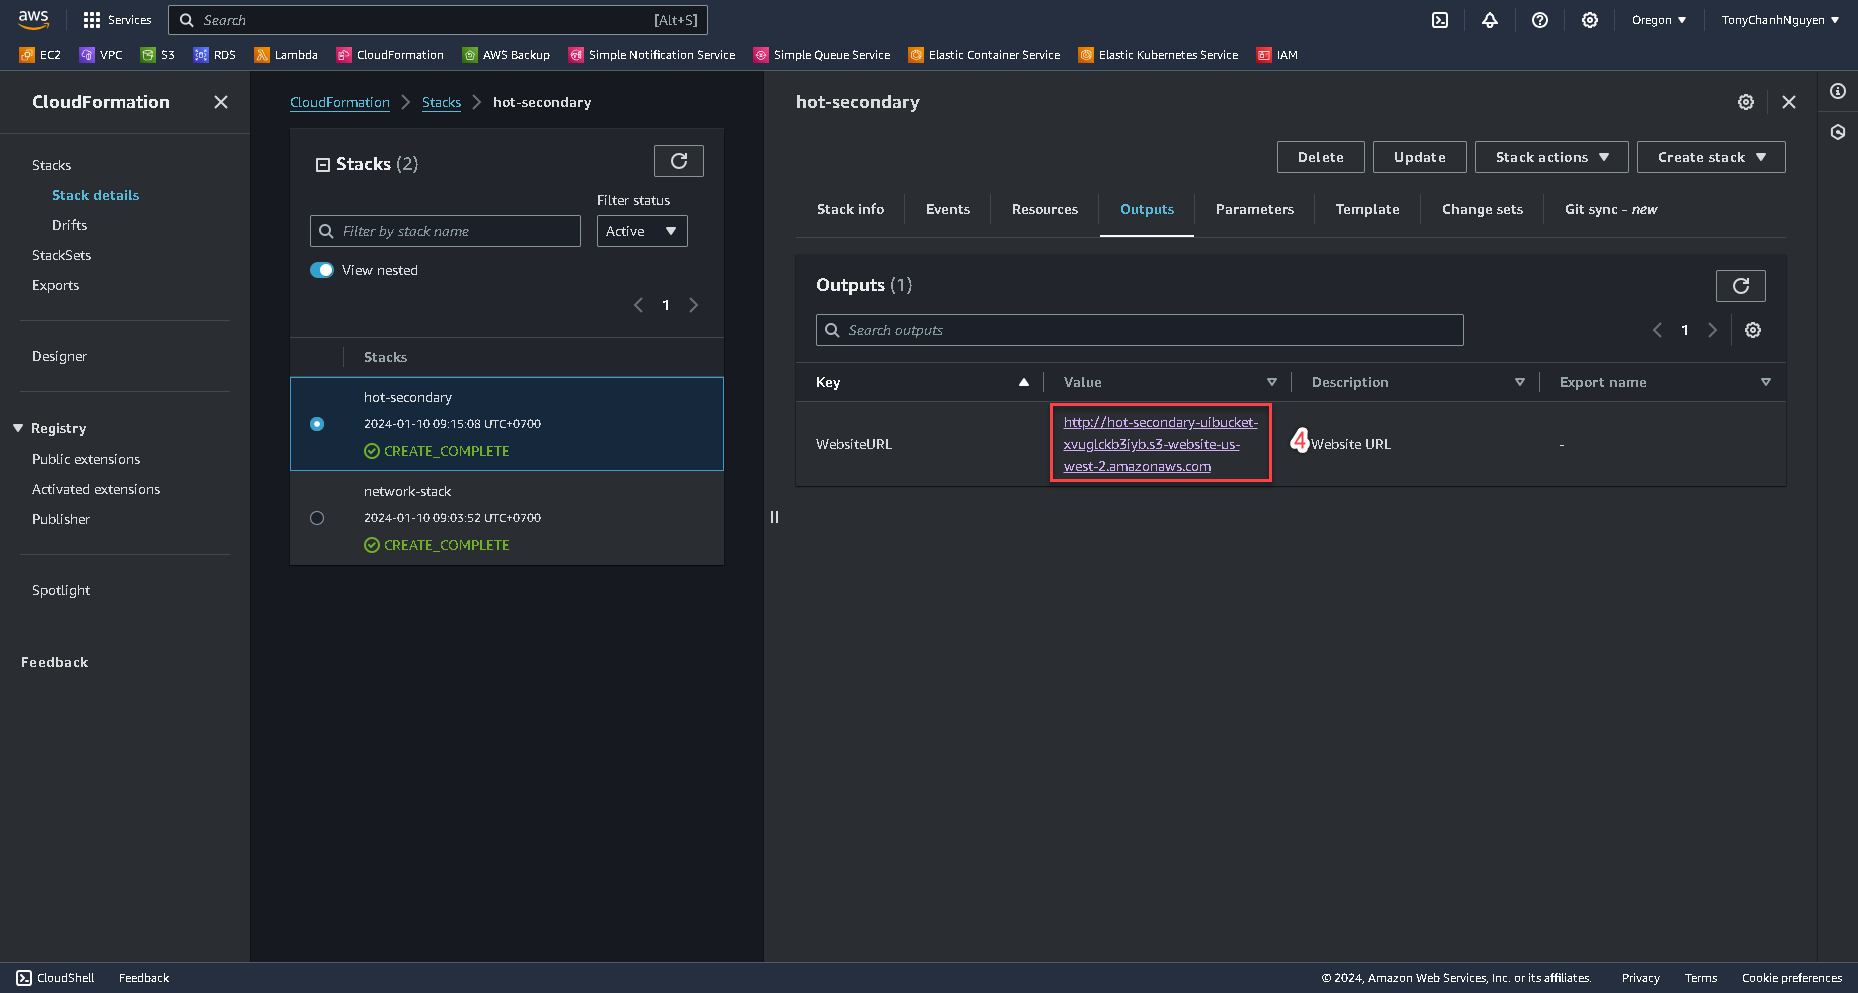 aws
Services
Search
[Alt+S]
Oregon
TonyChanhNguyen
EC2
VPC
S3
RDS
Lambda
CloudFormation
AWS Backup
Simple Notification Service
Simple Queue Service
Elastic Container Service
Elastic Kubernetes Service
IAM
CloudFormation
Stacks
Stack details
Drifts
StackSets
Exports
Designer
Registry
Public extensions
Activated extensions
Publisher
Spotlight
Feedback
CloudFormation
Stacks
hot-secondary
Stacks (2)
Filter status
Filter by stack name
Active
View nested
1
Stacks
hot-secondary
2024-01-10 09:15:08 UTC+0700
CREATE_COMPLETE
network-stack
2024-01-10 09:03:52 UTC+0700
CREATE_COMPLETE
hot-secondary
Delete
Update
Stack actions
Create stack
Stack info
Events
Resources
Outputs
Parameters
Template
Change sets
Git sync - new
Outputs (1)
Search outputs
1
Key
Value
Description
Export name
WebsiteURL
http://hot-secondary-uibucket-
xvuglckb3iyb.s3-website-us-
west-2.amazonaws.com
4
Website URL
-
CloudShell
Feedback
© 2024, Amazon Web Services, Inc. or its affiliates.
Privacy
Terms
Cookie preferences